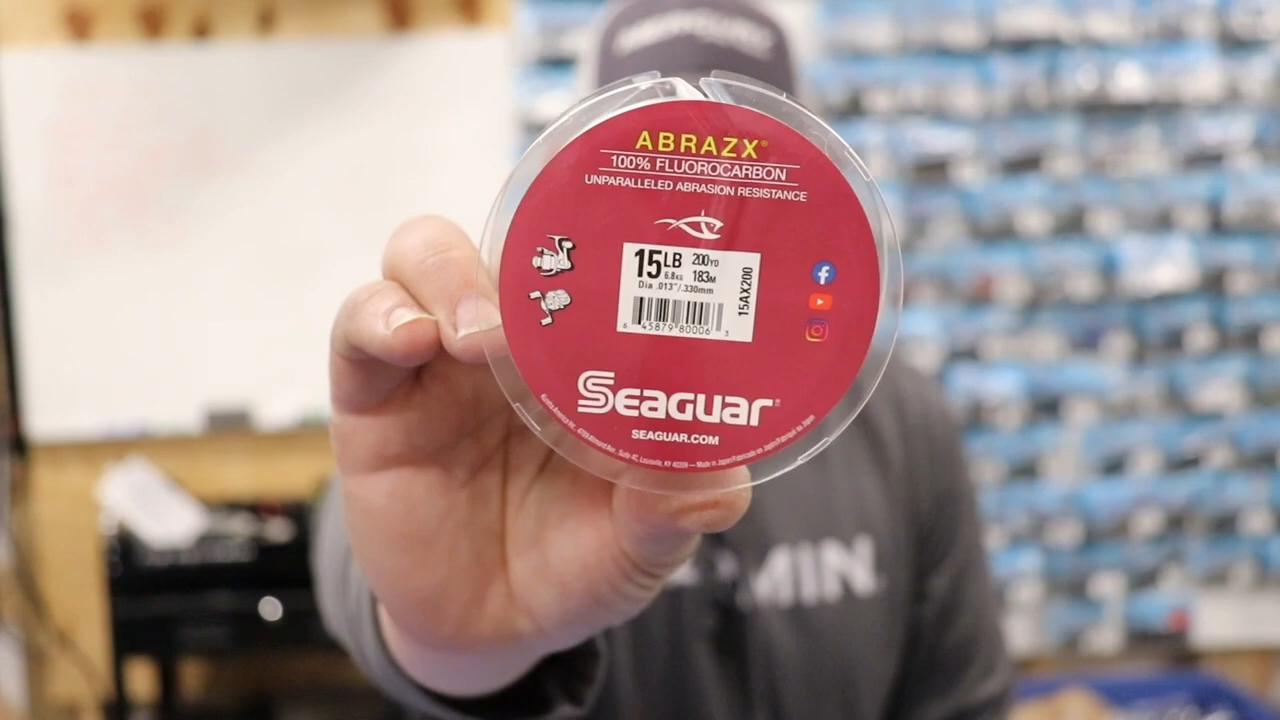 ABRAZX®
100% FLUOROCARBON
UNPARALLELED ABRASION RESISTANCE
15LB 200YD
6.8KG 183M
Dia .013"/.330mm
15AX200
6 45879 80006 3
SEAGUAR®
SEAGUAR.COM
MIN